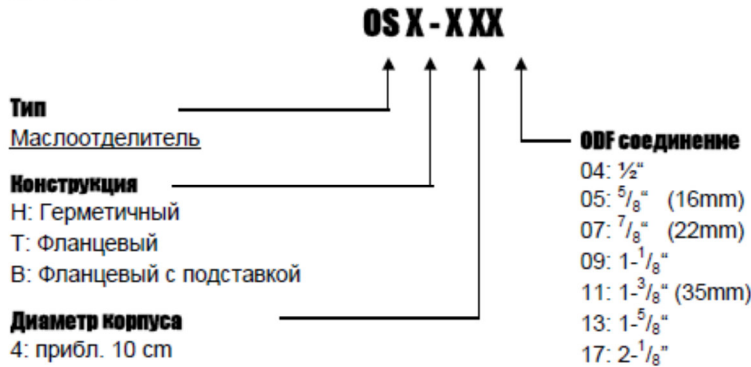 OS X - X XX
Тип
Маслоотделитель
Конструкция
H: Герметичный
T: Фланцевый
B: Фланцевый с подставкой
Диаметр корпуса
4: прибл. 10 cm
ODF соединение
04: ½“
05: 5/8“ (16mm)
07: 7/8“ (22mm)
09: 1-1/8“
11: 1-3/8“ (35mm)
13: 1-5/8“
17: 2-1/8”